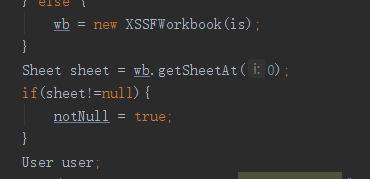 } else {
wb = new XSSFWorkbook(is);
}
Sheet sheet = wb.getSheetAt( i: 0);
if(sheet!=null){
notNull = true;
}
User user;